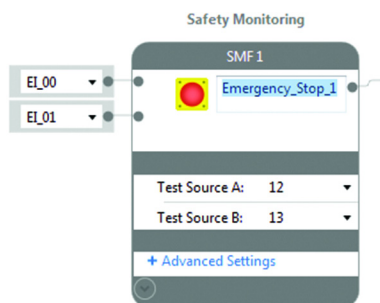 Safety Monitoring
SMF 1
EI_00
Emergency_Stop_1
EI_01
Test Source A: 12
Test Source B: 13
+ Advanced Settings